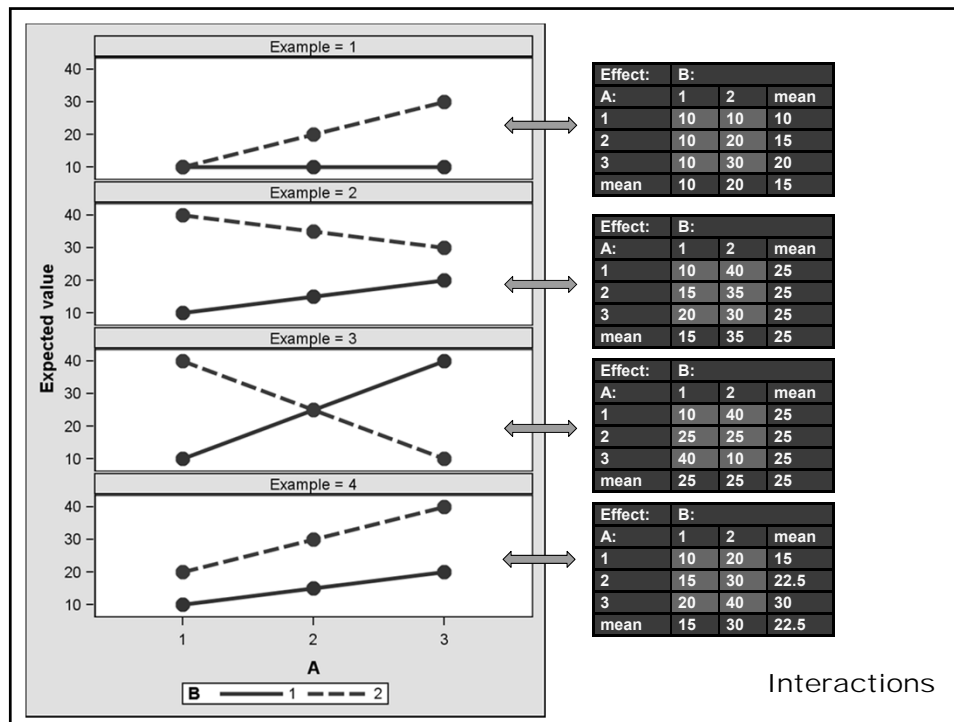 Example = 1
40
30
20
10
Example = 2
40
30
20
10
Example = 3
40
30
20
10
Example = 4
40
30
20
10
Expected value
1 2 3
A
B 1 2
Effect: B:
A: 1 2 mean
1 10 10 10
2 10 20 15
3 10 30 20
mean 10 20 15
Effect: B:
A: 1 2 mean
1 10 40 25
2 15 35 25
3 20 30 25
mean 15 35 25
Effect: B:
A: 1 2 mean
1 10 40 25
2 25 25 25
3 40 10 25
mean 25 25 25
Effect: B:
A: 1 2 mean
1 10 20 15
2 15 30 22.5
3 20 40 30
mean 15 30 22.5
Interactions